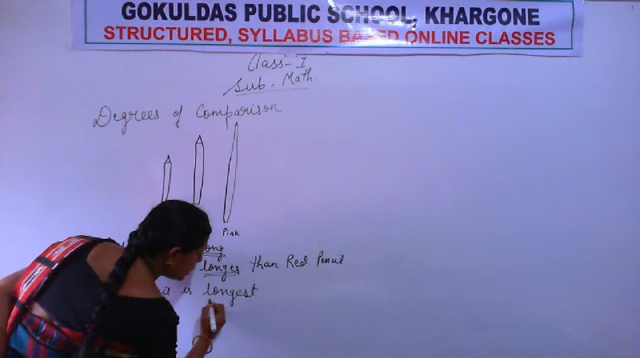 GOKULDAS PUBLIC SCHOOL, KHARGONE
STRUCTURED, SYLLABUS BASED ONLINE CLASSES
Class-I
Sub. Math.
Degrees of Comparison
Pink
long
longer than Red Pencil
is longest